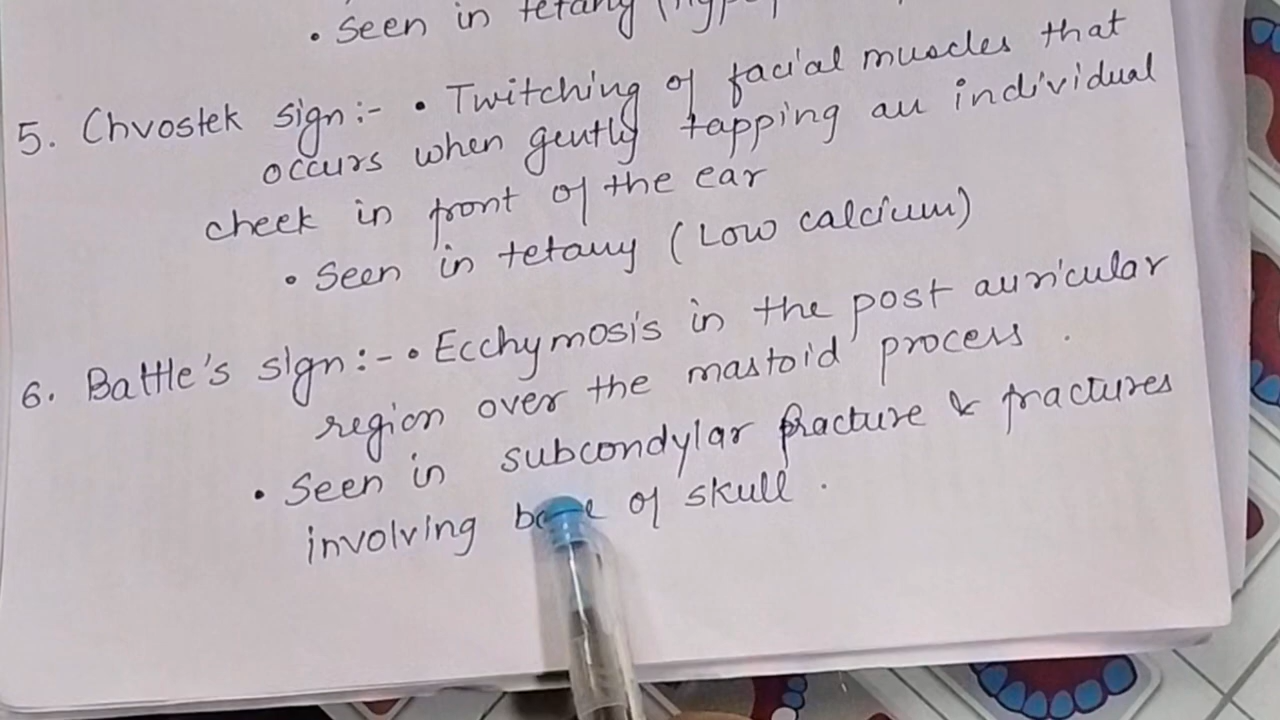 • Seen in tetany
5. Chvostek sign:- • Twitching of facial muscles that
occurs when gently tapping an individual
cheek in front of the ear
• Seen in tetany (Low calcium)
6. Battle's sign:- • Ecchymosis in the post auricular
region over the mastoid process.
• Seen in subcondylar fracture & fractures
involving of skull.